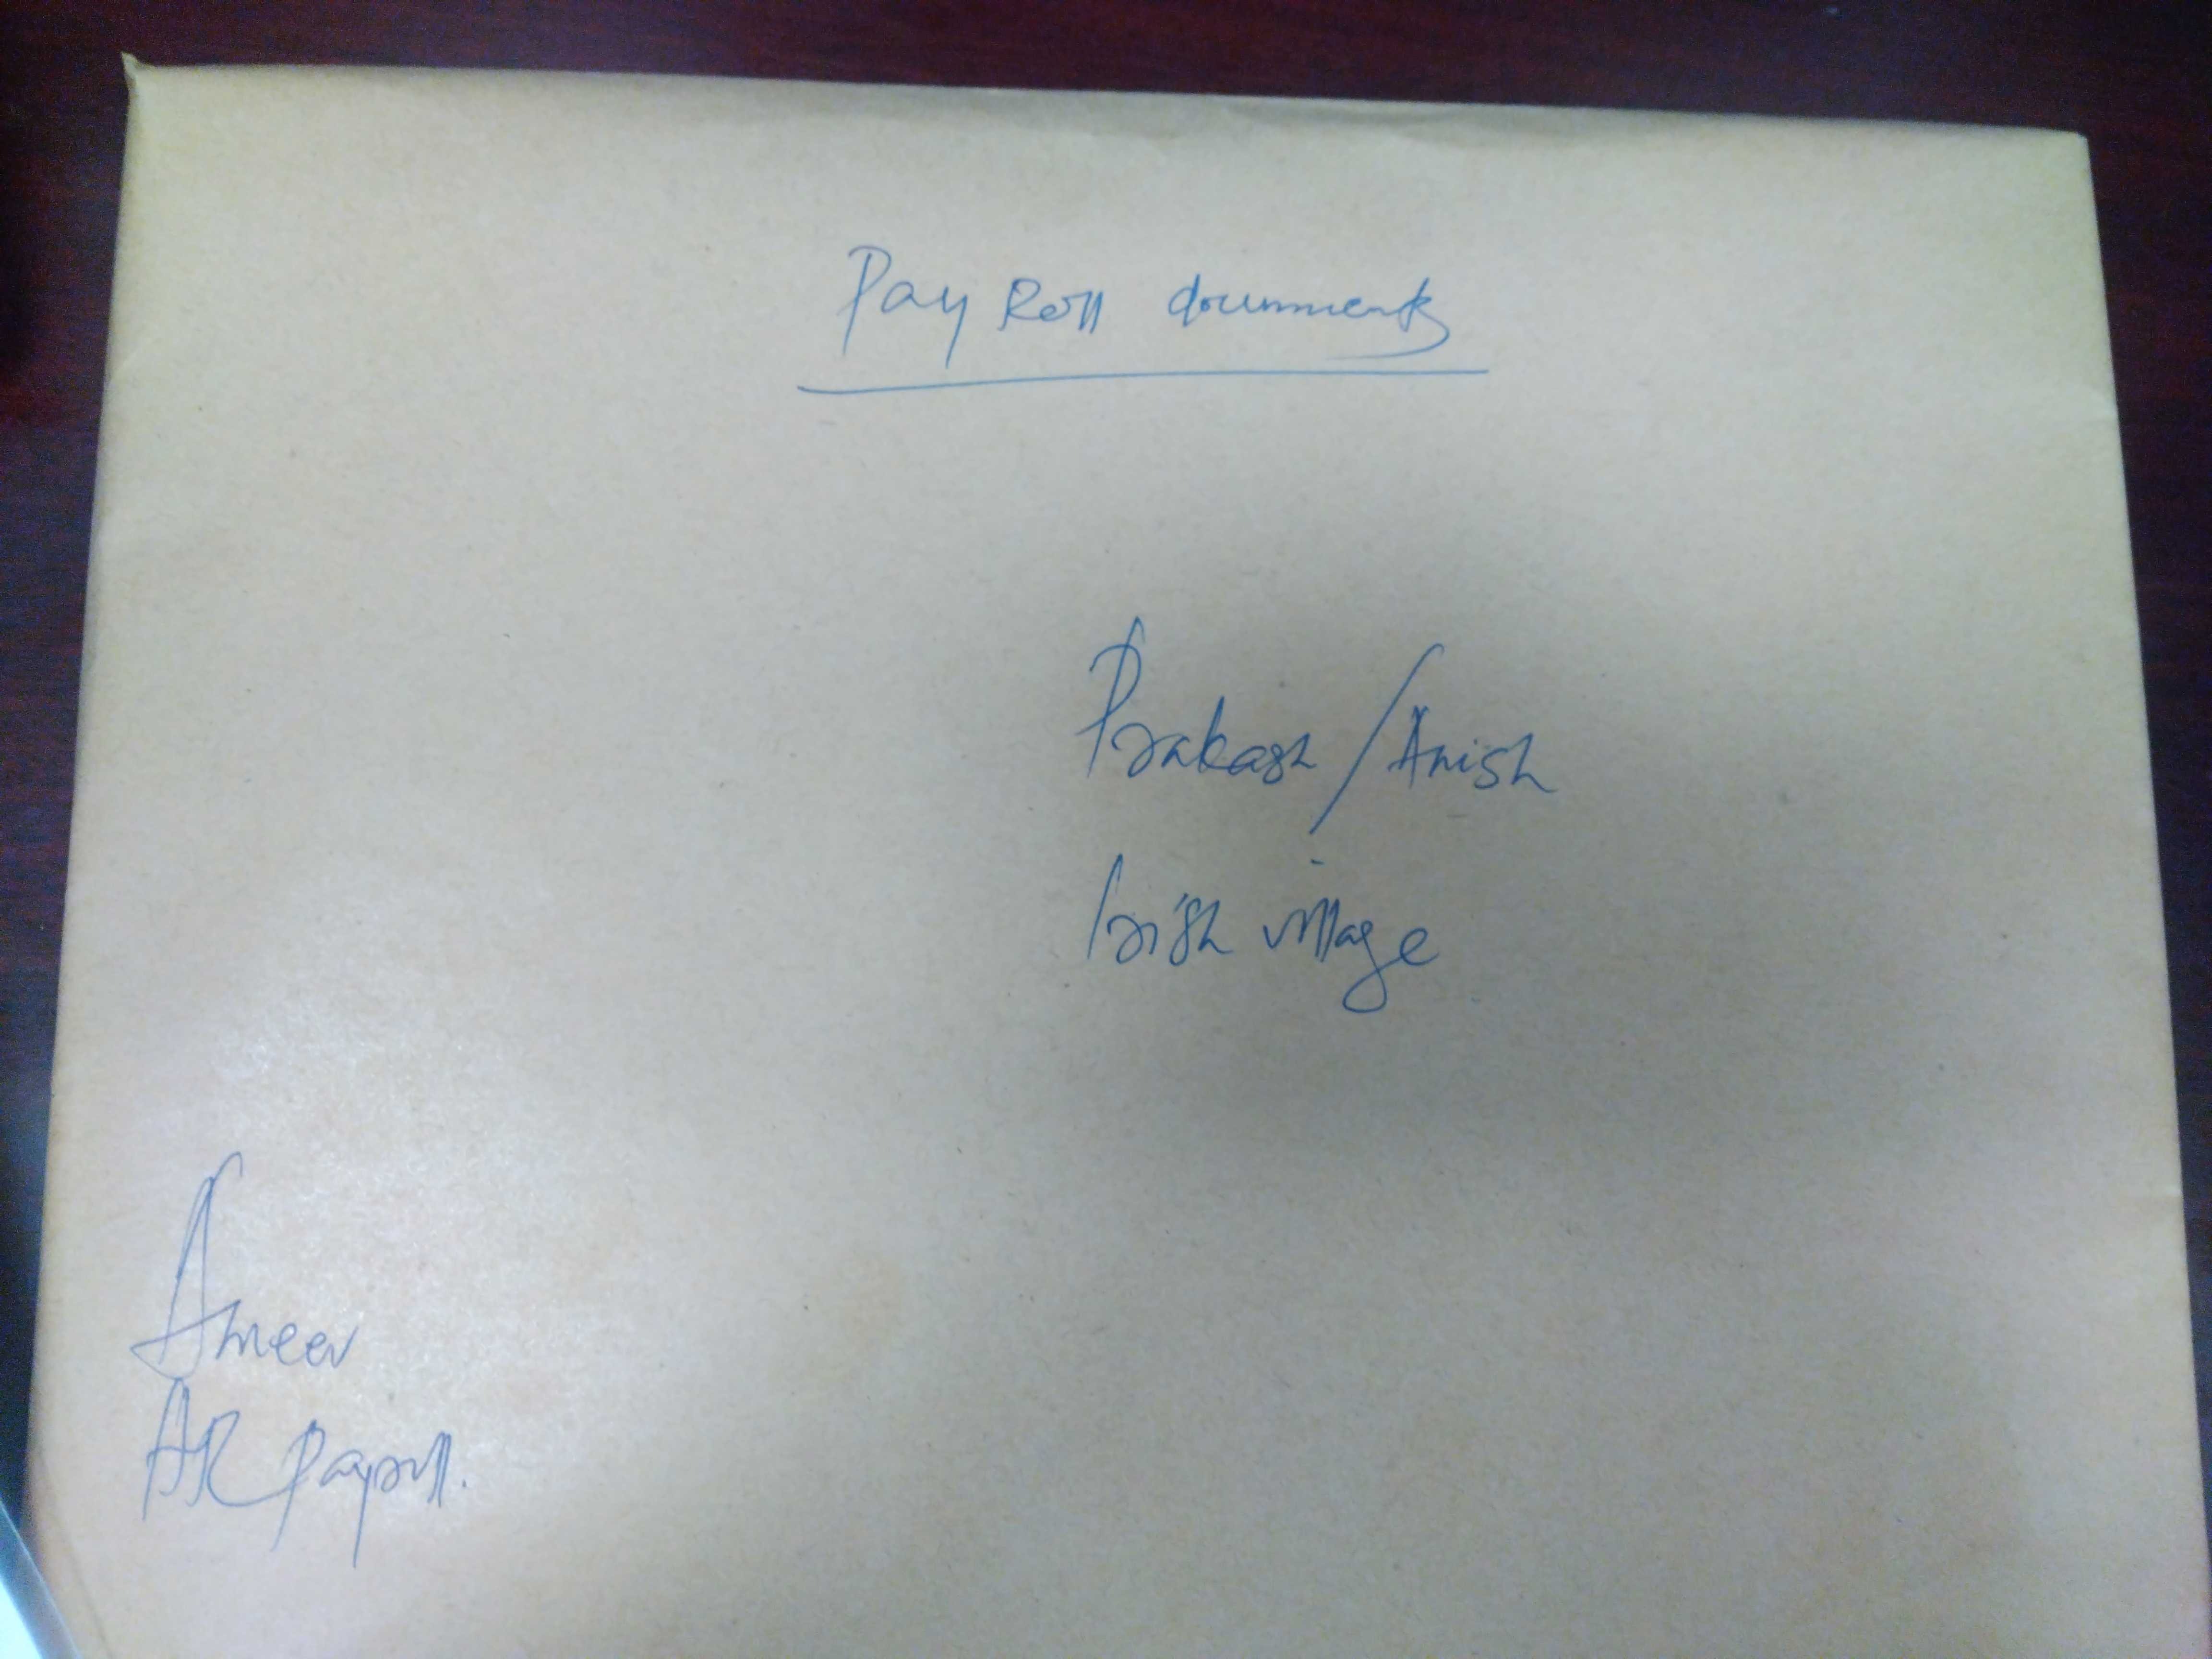 Pay Roll documents
Prakash / Anish
Irish village
Ameer
HR Payroll.